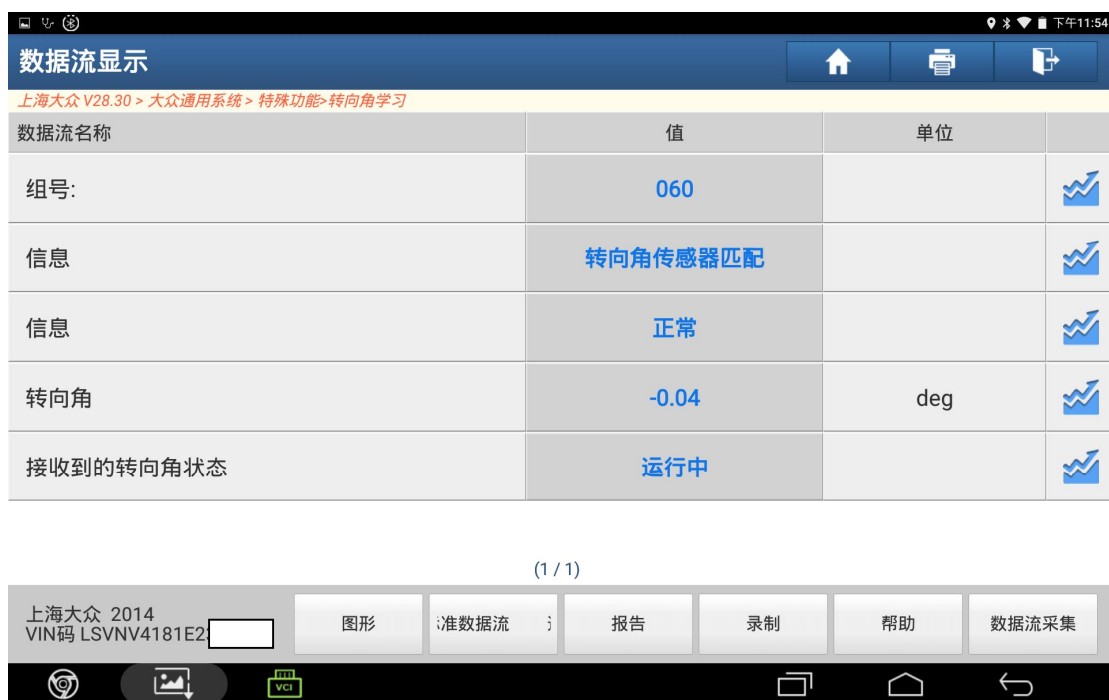 下午11:54
数据流显示
上海大众 V28.30 > 大众通用系统 > 特殊功能>转向角学习
数据流名称 值 单位
组号: 060
信息 转向角传感器匹配
信息 正常
转向角 -0.04 deg
接收到的转向角状态 运行中
(1 / 1)
上海大众 2014
VIN码 LSVNV4181E2
图形 准数据流 报告 录制 帮助 数据流采集
VCI